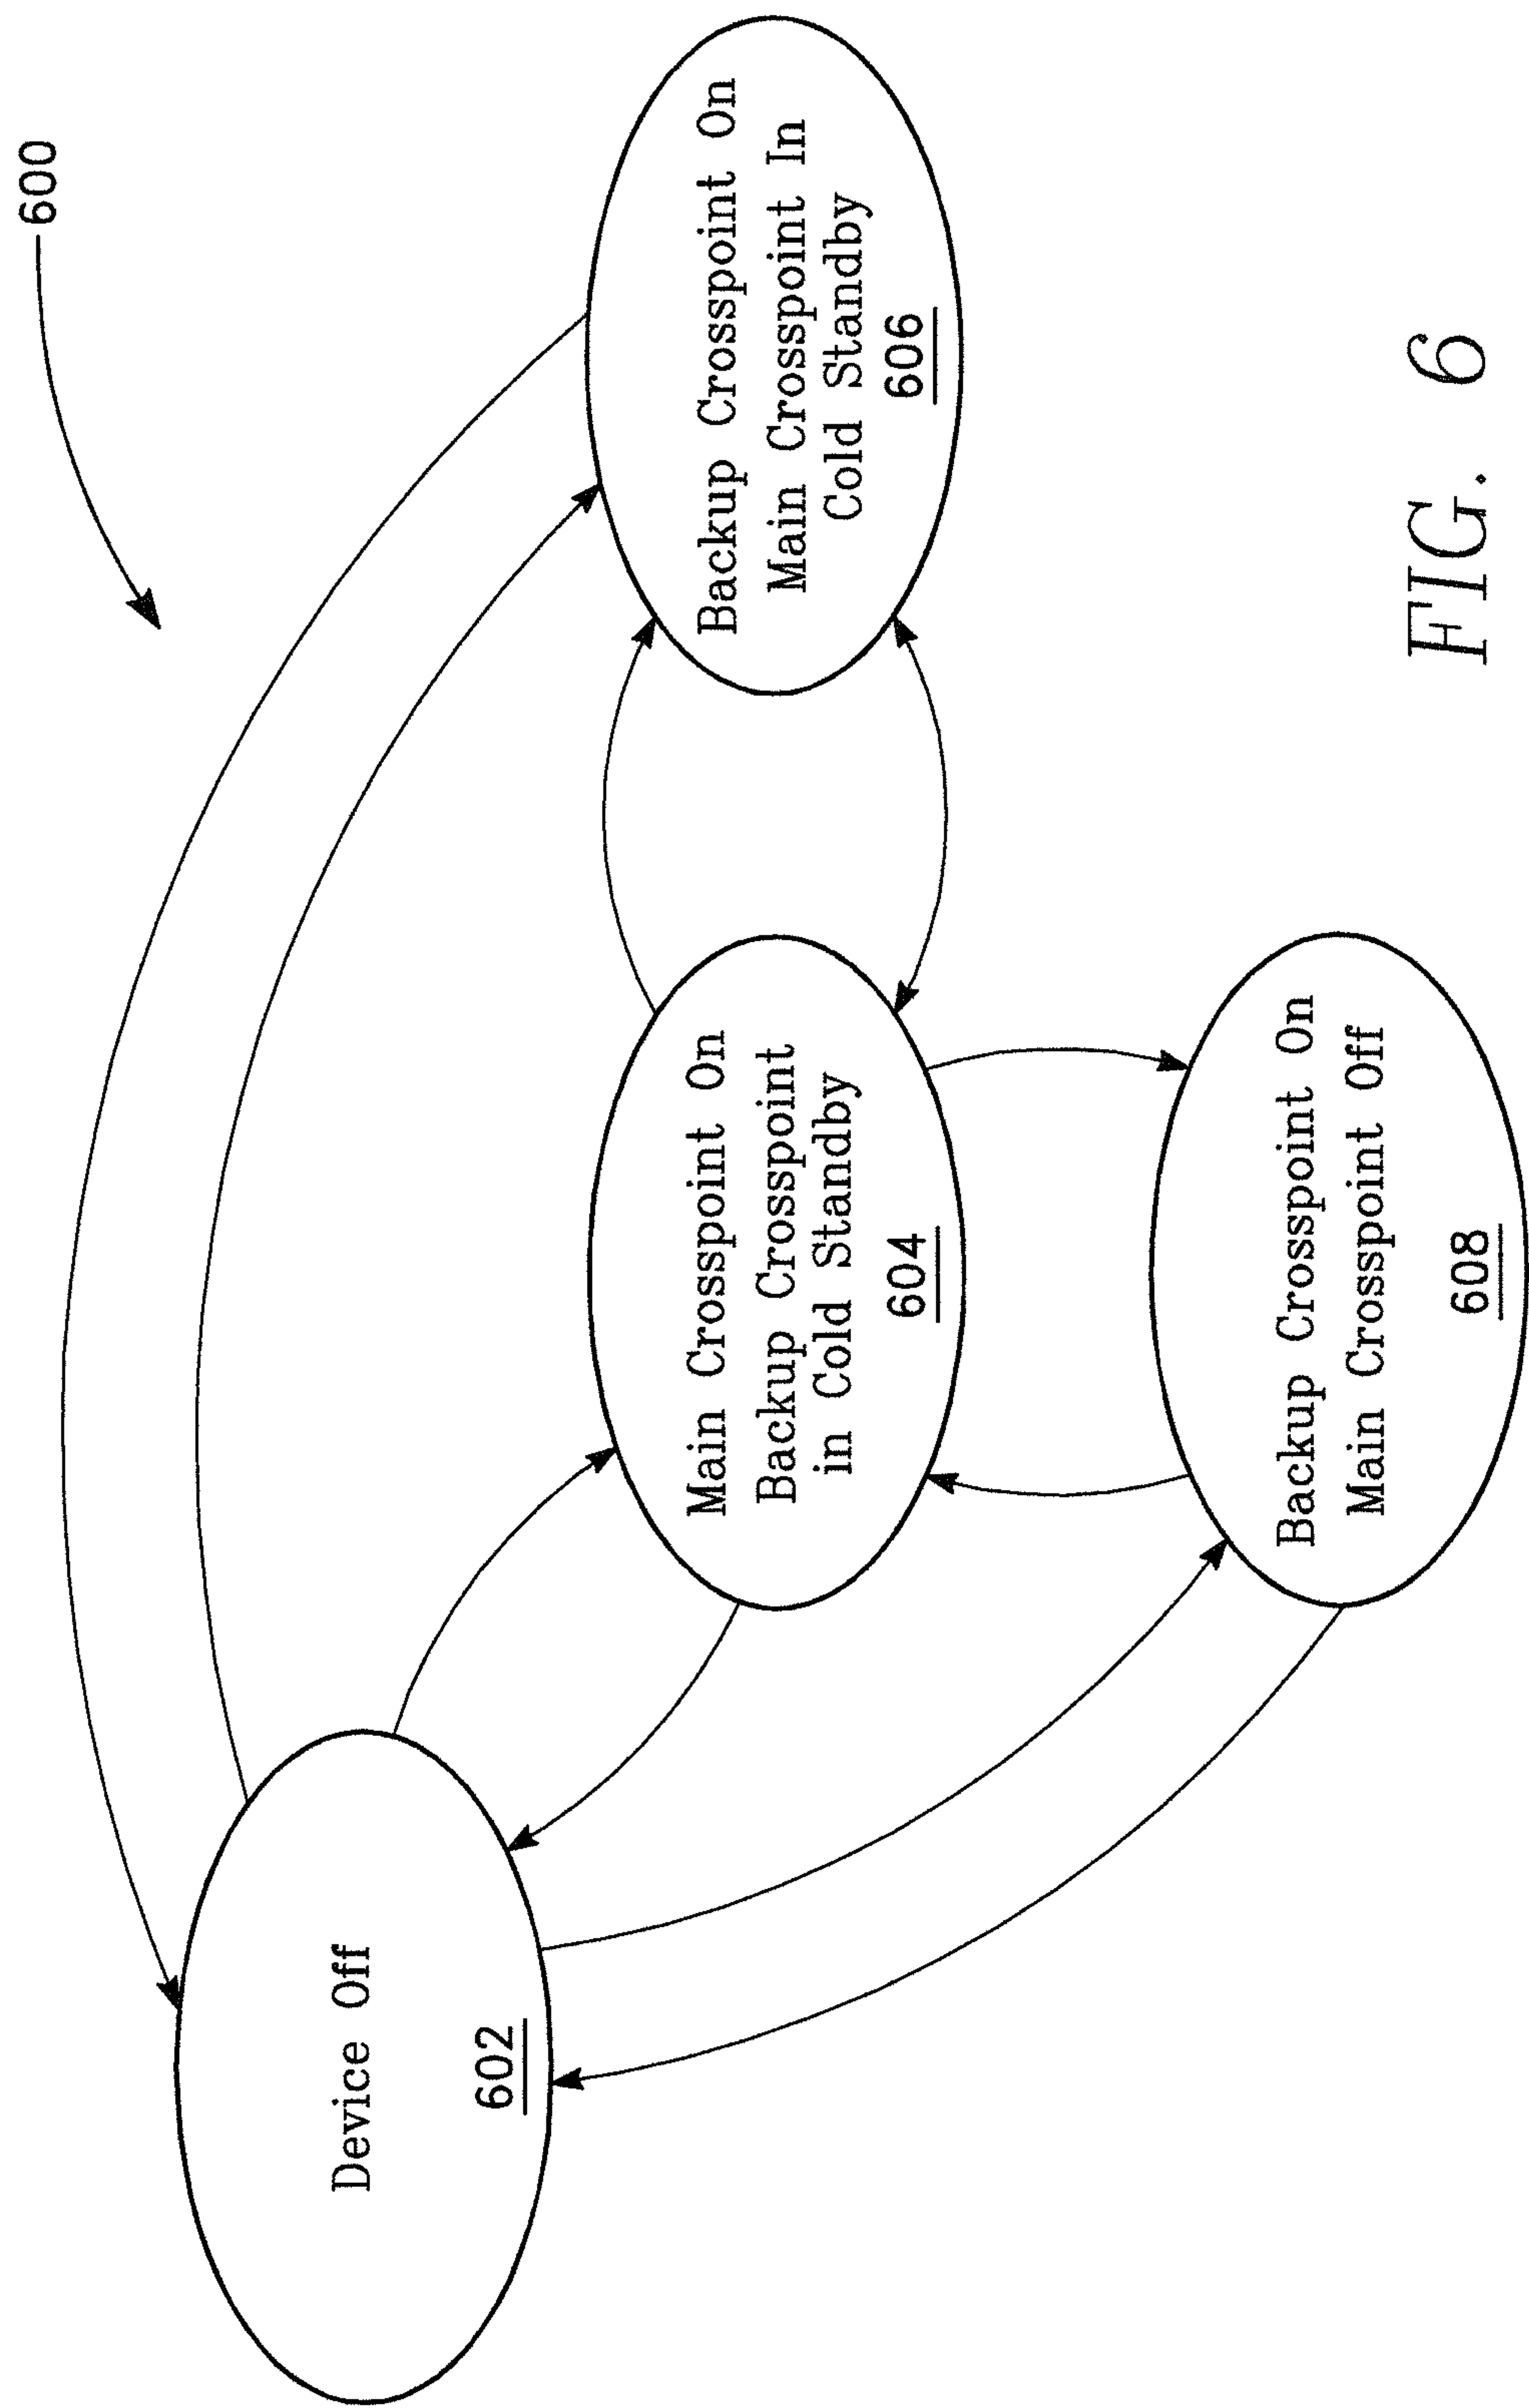 600
Device Off
602
Main Crosspoint On
Backup Crosspoint
in Cold Standby
604
Backup Crosspoint On
Main Crosspoint In
Cold Standby
606
Backup Crosspoint On
Main Crosspoint Off
608
FIG. 6